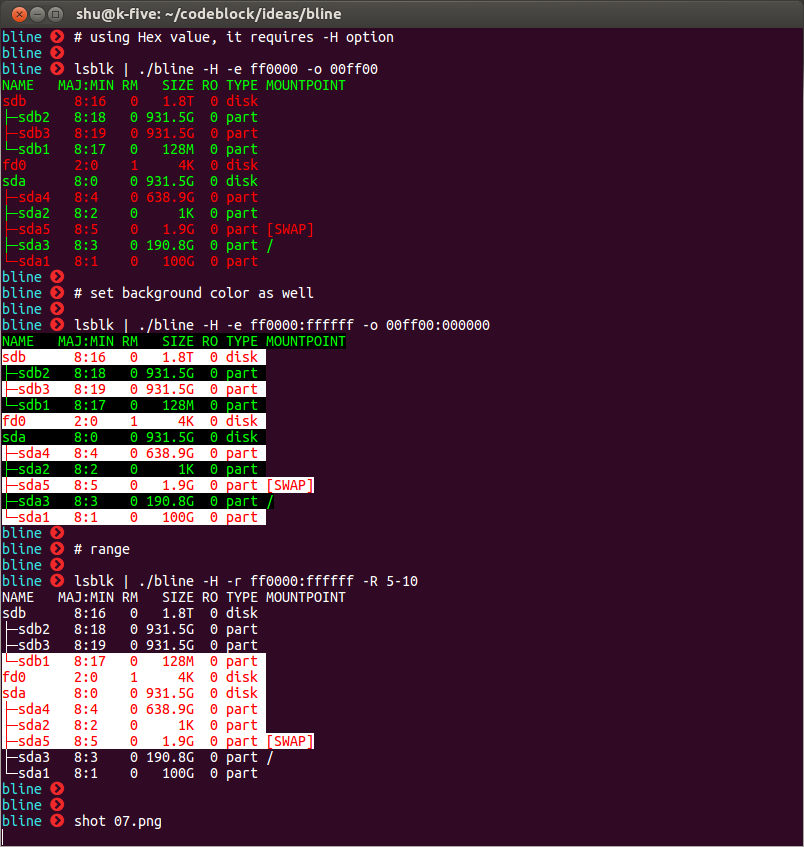 shu@k-five: ~/codeblock/ideas/bline
bline # using Hex value, it requires -H option
bline
bline lsblk | ./bline -H -e ff0000 -o 00ff00
NAME   MAJ:MIN RM   SIZE RO TYPE MOUNTPOINT
sdb      8:16   0   1.8T  0 disk
├─sdb2   8:18   0 931.5G  0 part
├─sdb3   8:19   0 931.5G  0 part
└─sdb1   8:17   0   128M  0 part
fd0      2:0    1     4K  0 disk
sda      8:0    0 931.5G  0 disk
├─sda4   8:4    0 638.9G  0 part
├─sda2   8:2    0     1K  0 part
├─sda5   8:5    0   1.9G  0 part [SWAP]
├─sda3   8:3    0 190.8G  0 part /
└─sda1   8:1    0   100G  0 part
bline
bline # set background color as well
bline
bline lsblk | ./bline -H -e ff0000:ffffff -o 00ff00:000000
NAME   MAJ:MIN RM   SIZE RO TYPE MOUNTPOINT
sdb      8:16   0   1.8T  0 disk
├─sdb2   8:18   0 931.5G  0 part
├─sdb3   8:19   0 931.5G  0 part
└─sdb1   8:17   0   128M  0 part
fd0      2:0    1     4K  0 disk
sda      8:0    0 931.5G  0 disk
├─sda4   8:4    0 638.9G  0 part
├─sda2   8:2    0     1K  0 part
├─sda5   8:5    0   1.9G  0 part [SWAP]
├─sda3   8:3    0 190.8G  0 part /
└─sda1   8:1    0   100G  0 part
bline
bline # range
bline
bline lsblk | ./bline -H -r ff0000:ffffff -R 5-10
NAME   MAJ:MIN RM   SIZE RO TYPE MOUNTPOINT
sdb      8:16   0   1.8T  0 disk
├─sdb2   8:18   0 931.5G  0 part
├─sdb3   8:19   0 931.5G  0 part
└─sdb1   8:17   0   128M  0 part
fd0      2:0    1     4K  0 disk
sda      8:0    0 931.5G  0 disk
├─sda4   8:4    0 638.9G  0 part
├─sda2   8:2    0     1K  0 part
├─sda5   8:5    0   1.9G  0 part [SWAP]
├─sda3   8:3    0 190.8G  0 part /
└─sda1   8:1    0   100G  0 part
bline
bline
bline shot 07.png